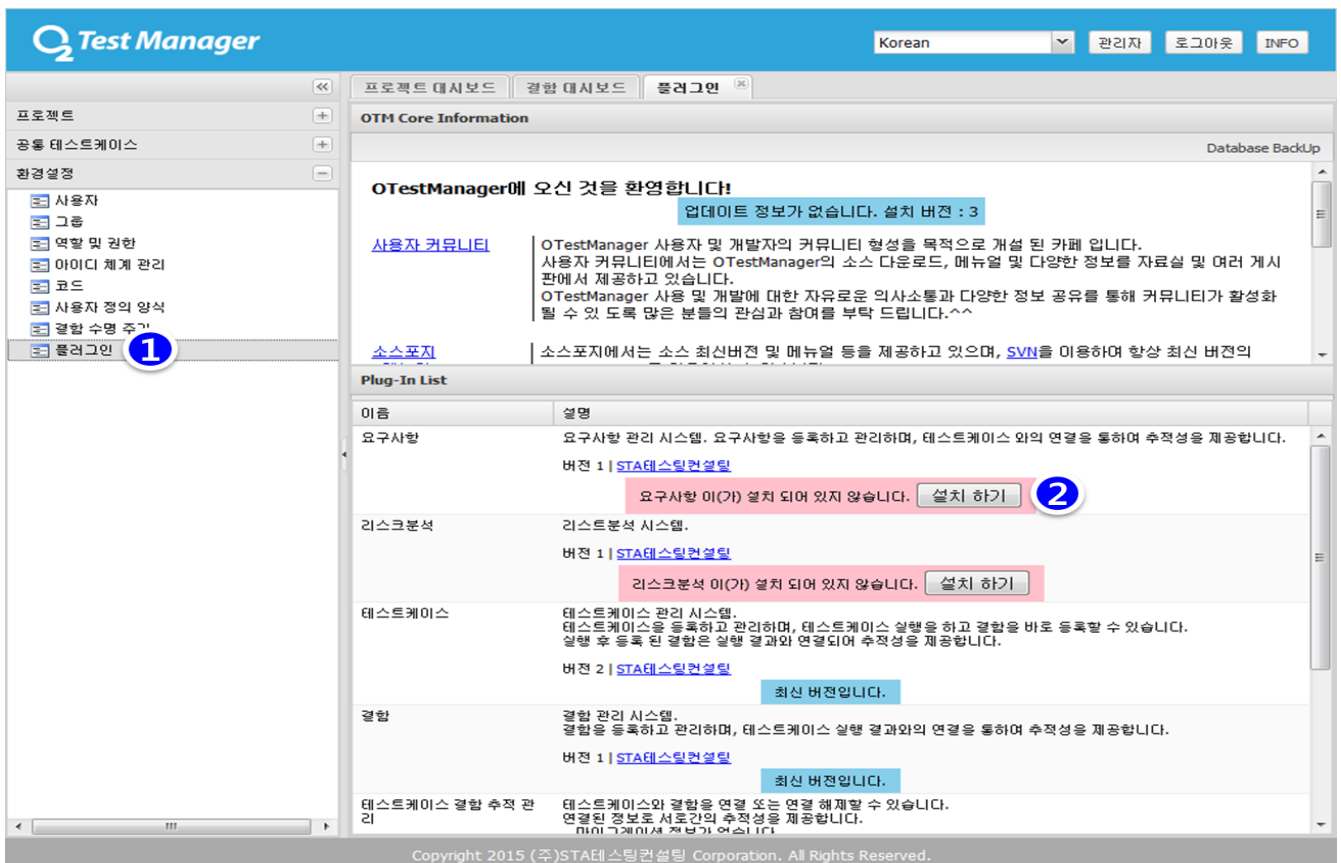 O2 Test Manager
Korean
관리자
로그아웃
INFO
프로젝트 대시보드
결함 대시보드
플러그인
프로젝트
공통 테스트케이스
환경설정
사용자
그룹
역할 및 권한
아이디 체계 관리
코드
사용자 정의 양식
결함 수명 주기
플러그인
1
OTM Core Information
Database BackUp
OTestManager에 오신 것을 환영합니다!
업데이트 정보가 없습니다. 설치 버전 : 3
사용자 커뮤니티
OTestManager 사용자 및 개발자의 커뮤니티 형성을 목적으로 개설 된 카페 입니다.
사용자 커뮤니티에서는 OTestManager의 소스 다운로드, 메뉴얼 및 다양한 정보를 자료실 및 여러 게시
판에서 제공하고 있습니다.
OTestManager 사용 및 개발에 대한 자유로운 의사소통과 다양한 정보 공유를 통해 커뮤니티가 활성화
될 수 있 도록 많은 분들의 관심과 참여를 부탁 드립니다.^^
소스포지
소스포지에서는 소스 최신버전 및 메뉴얼 등을 제공하고 있으며, SVN을 이용하여 항상 최신 버전의
Plug-In List
이름
설명
요구사항
요구사항 관리 시스템. 요구사항을 등록하고 관리하며, 테스트케이스 와의 연결을 통하여 추적성을 제공합니다.
버전 1 | STA테스팅컨설팅
요구사항 이(가) 설치 되어 있지 않습니다. 설치 하기
2
리스크분석
리스트분석 시스템.
버전 1 | STA테스팅컨설팅
리스크분석 이(가) 설치 되어 있지 않습니다. 설치 하기
테스트케이스
테스트케이스 관리 시스템.
테스트케이스을 등록하고 관리하며, 테스트케이스 실행을 하고 결함을 바로 등록할 수 있습니다.
실행 후 등록 된 결함은 실행 결과와 연결되어 추적성을 제공합니다.
버전 2 | STA테스팅컨설팅
최신 버전입니다.
결함
결함 관리 시스템.
결함을 등록하고 관리하며, 테스트케이스 실행 결과와의 연결을 통하여 추적성을 제공합니다.
버전 1 | STA테스팅컨설팅
최신 버전입니다.
테스트케이스 결함 추적 관
리
테스트케이스와 결함을 연결 또는 연결 해제할 수 있습니다.
연결된 정보로 서로간의 추적성을 제공합니다.
마이그레이션 정보가 없습니다
Copyright 2015 (주)STA테스팅컨설팅 Corporation. All Rights Reserved.